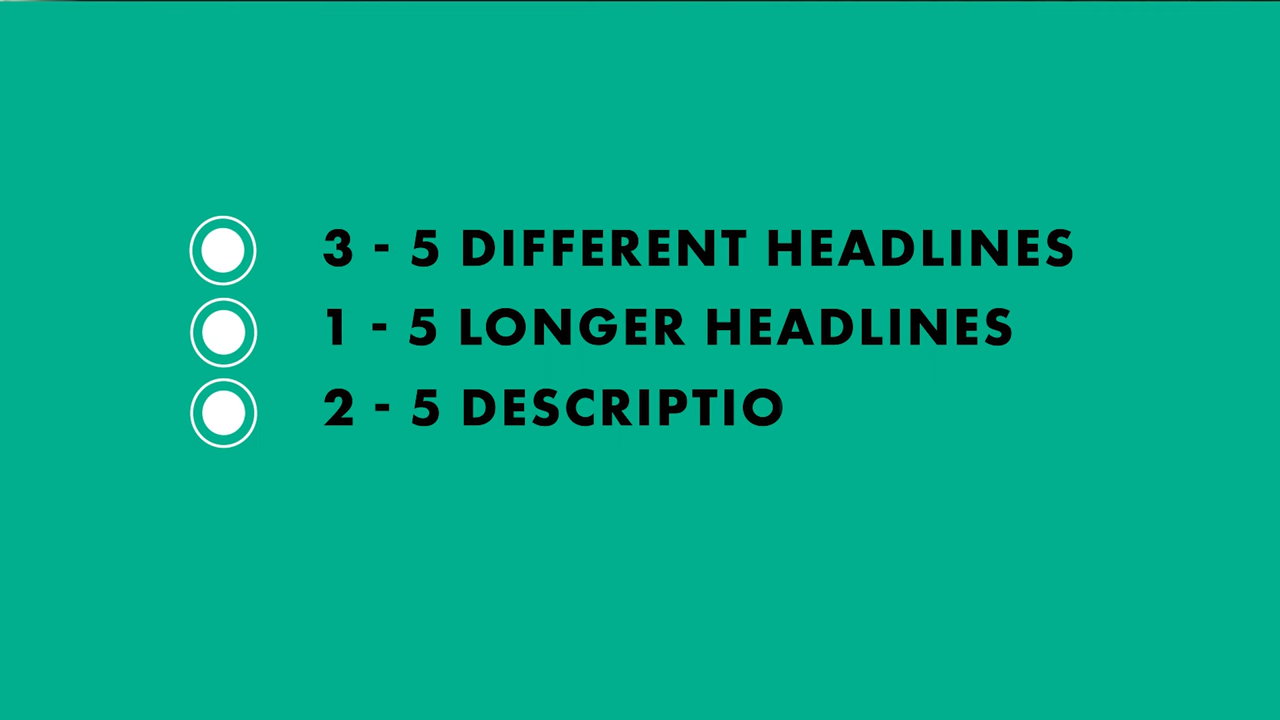 3 - 5 DIFFERENT HEADLINES
1 - 5 LONGER HEADLINES
2 - 5 DESCRIPTIO